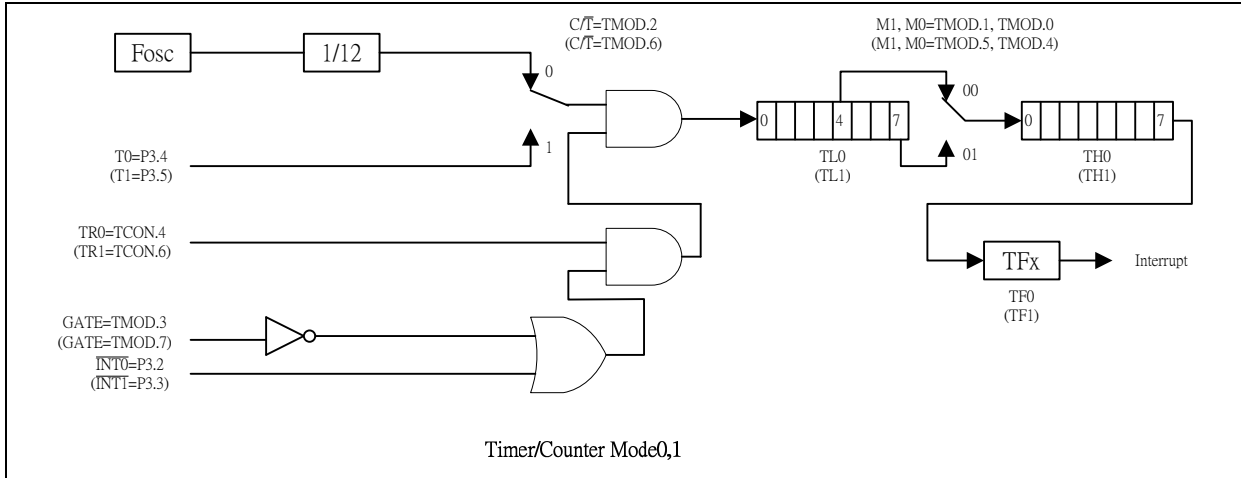 C/T̅=TMOD.2
(C/T̅=TMOD.6)
M1, M0=TMOD.1, TMOD.0
(M1, M0=TMOD.5, TMOD.4)
Fosc
1/12
0
1
T0=P3.4
(T1=P3.5)
0 4 7
TL0
(TL1)
00
01
0 7
TH0
(TH1)
TR0=TCON.4
(TR1=TCON.6)
TFx
Interrupt
TF0
(TF1)
GATE=TMOD.3
(GATE=TMOD.7)
I̅N̅T̅0̅=P3.2
(I̅N̅T̅1̅=P3.3)
Timer/Counter Mode0,1